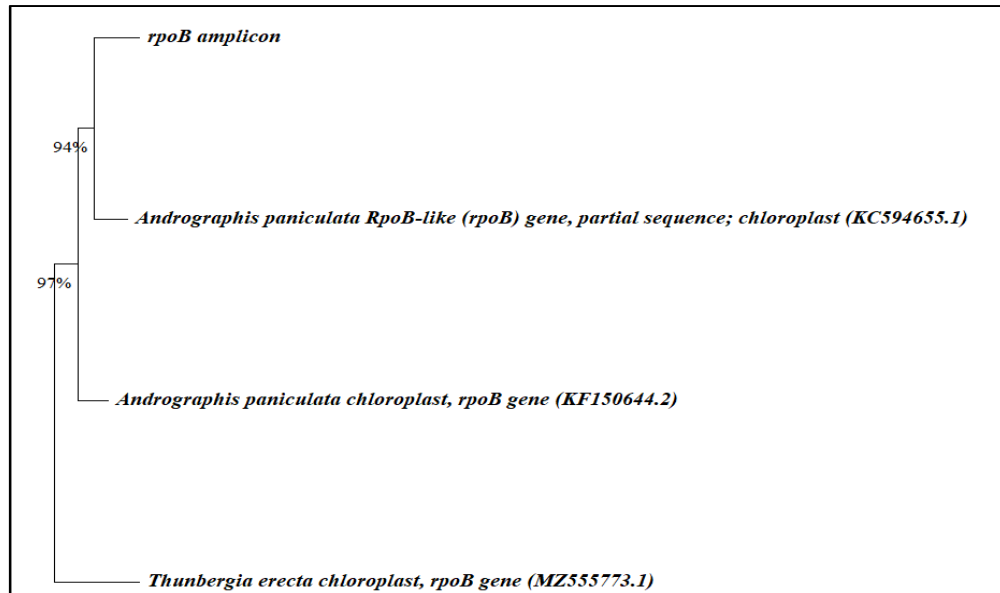 rpoB amplicon
94%
Andrographis paniculata RpoB-like (rpoB) gene, partial sequence; chloroplast (KC594655.1)
97%
Andrographis paniculata chloroplast, rpoB gene (KF150644.2)
Thunbergia erecta chloroplast, rpoB gene (MZ555773.1)